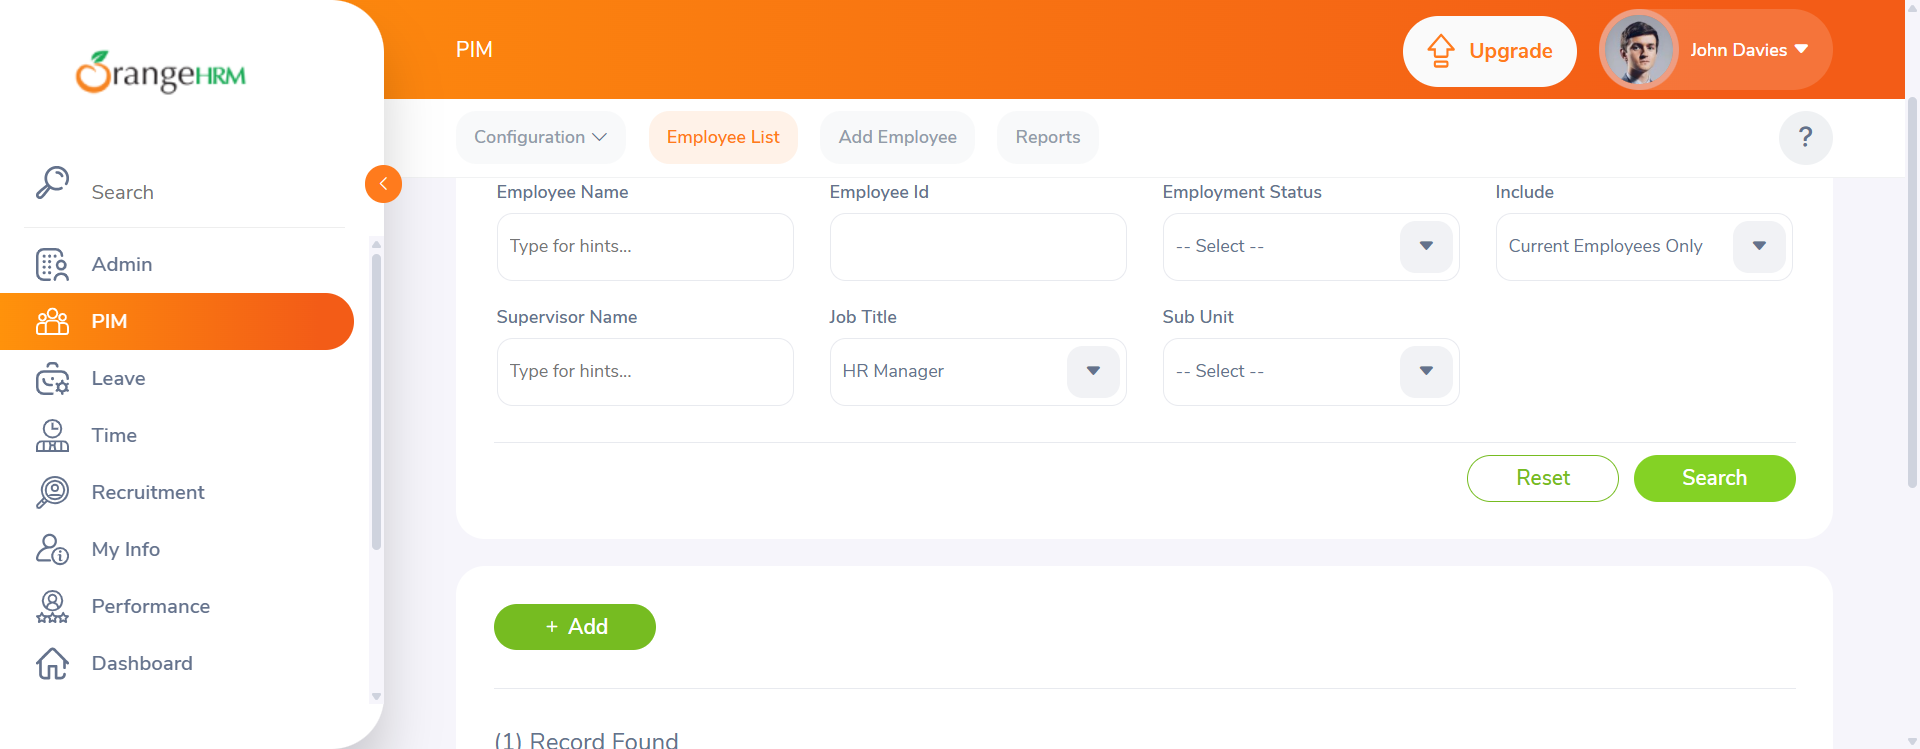 OrangeHRM
PIM
Upgrade
John Davies
Configuration
Employee List
Add Employee
Reports
?
Search
Admin
PIM
Leave
Time
Recruitment
My Info
Performance
Dashboard
Employee Name
Employee Id
Employment Status
Include
Type for hints...
-- Select --
Current Employees Only
Supervisor Name
Job Title
Sub Unit
Type for hints...
HR Manager
-- Select --
Reset
Search
+ Add
(1) Record Found